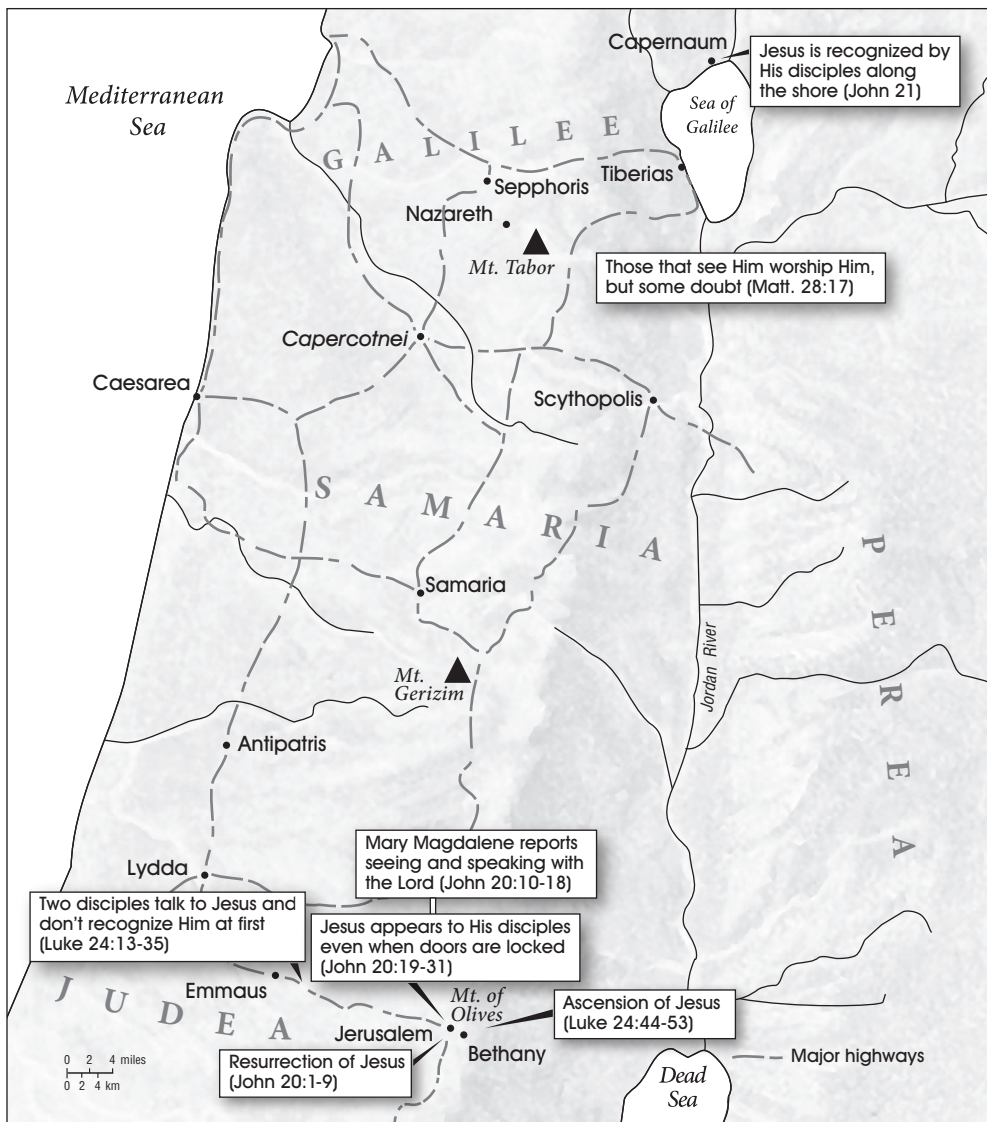 Capernaum
Jesus is recognized by
His disciples along
the shore (John 21)
Mediterranean
Sea
Sea of
Galilee
GALILEE
Tiberias
Sepphoris
Nazareth
Mt. Tabor
Those that see Him worship Him,
but some doubt (Matt. 28:17)
Capercotnei
Caesarea
Scythopolis
SAMARIA
PEREA
Samaria
Jordan River
Mt.
Gerizim
Antipatris
Mary Magdalene reports
seeing and speaking with
the Lord (John 20:10-18)
Lydda
Two disciples talk to Jesus and
don't recognize Him at first
(Luke 24:13-35)
Jesus appears to His disciples
even when doors are locked
(John 20:19-31)
Emmaus
JUDEA
Mt. of
Olives
Ascension of Jesus
(Luke 24:44-53)
Jerusalem
Bethany
Resurrection of Jesus
(John 20:1-9)
0 2 4 miles
0 2 4 km
Major highways
Dead
Sea